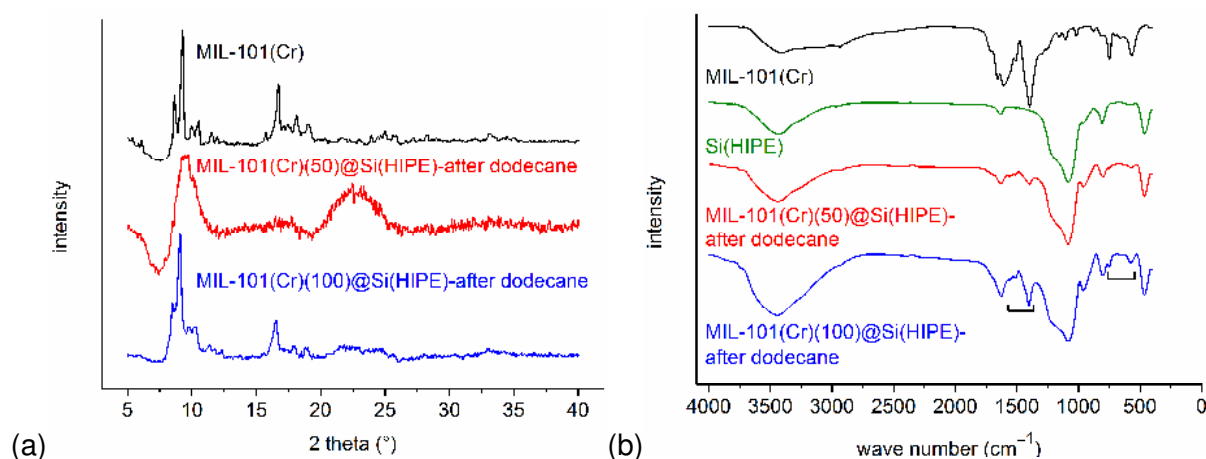 MIL-101(Cr)
MIL-101(Cr)(50)@Si(HIPE)-after dodecane
MIL-101(Cr)(100)@Si(HIPE)-after dodecane
intensity
5 10 15 20 25 30 35 40
2 theta (°)
(a)
MIL-101(Cr)
Si(HIPE)
MIL-101(Cr)(50)@Si(HIPE)-
after dodecane
MIL-101(Cr)(100)@Si(HIPE)-
after dodecane
intensity
4000 3500 3000 2500 2000 1500 1000 500 0
wave number (cm⁻¹)
(b)